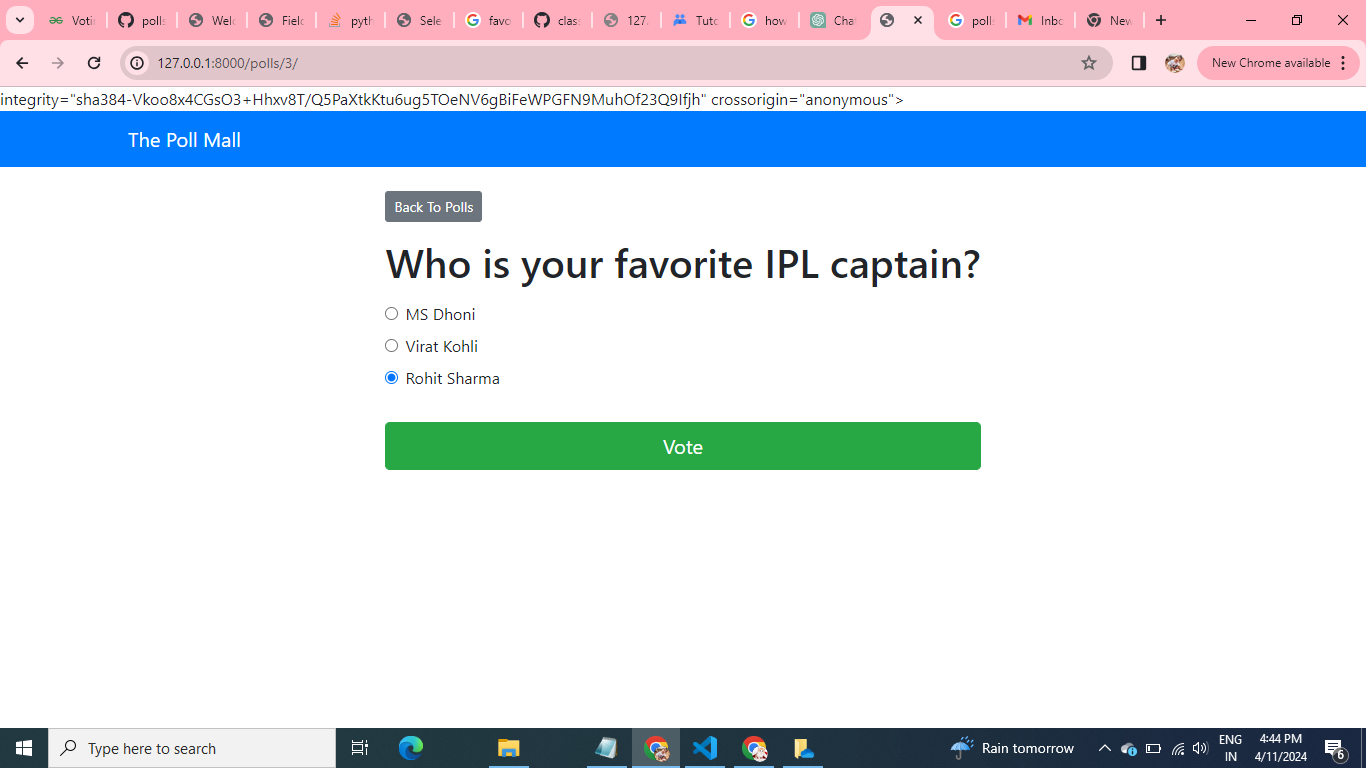 Votin
polls
Welc
Field
pyth
Sele
favo
class
127.
Tuto
how
Chat
polls
Inbo
New
127.0.0.1:8000/polls/3/
New Chrome available
integrity="sha384-Vkoo8x4CGsO3+Hhxv8T/Q5PaXtkKtu6ug5TOeNV6gBiFeWPGFN9MuhOf23Q9Ifjh" crossorigin="anonymous">
The Poll Mall
Back To Polls
Who is your favorite IPL captain?
MS Dhoni
Virat Kohli
Rohit Sharma
Vote
Type here to search
Rain tomorrow
ENG
IN
4:44 PM
4/11/2024
6